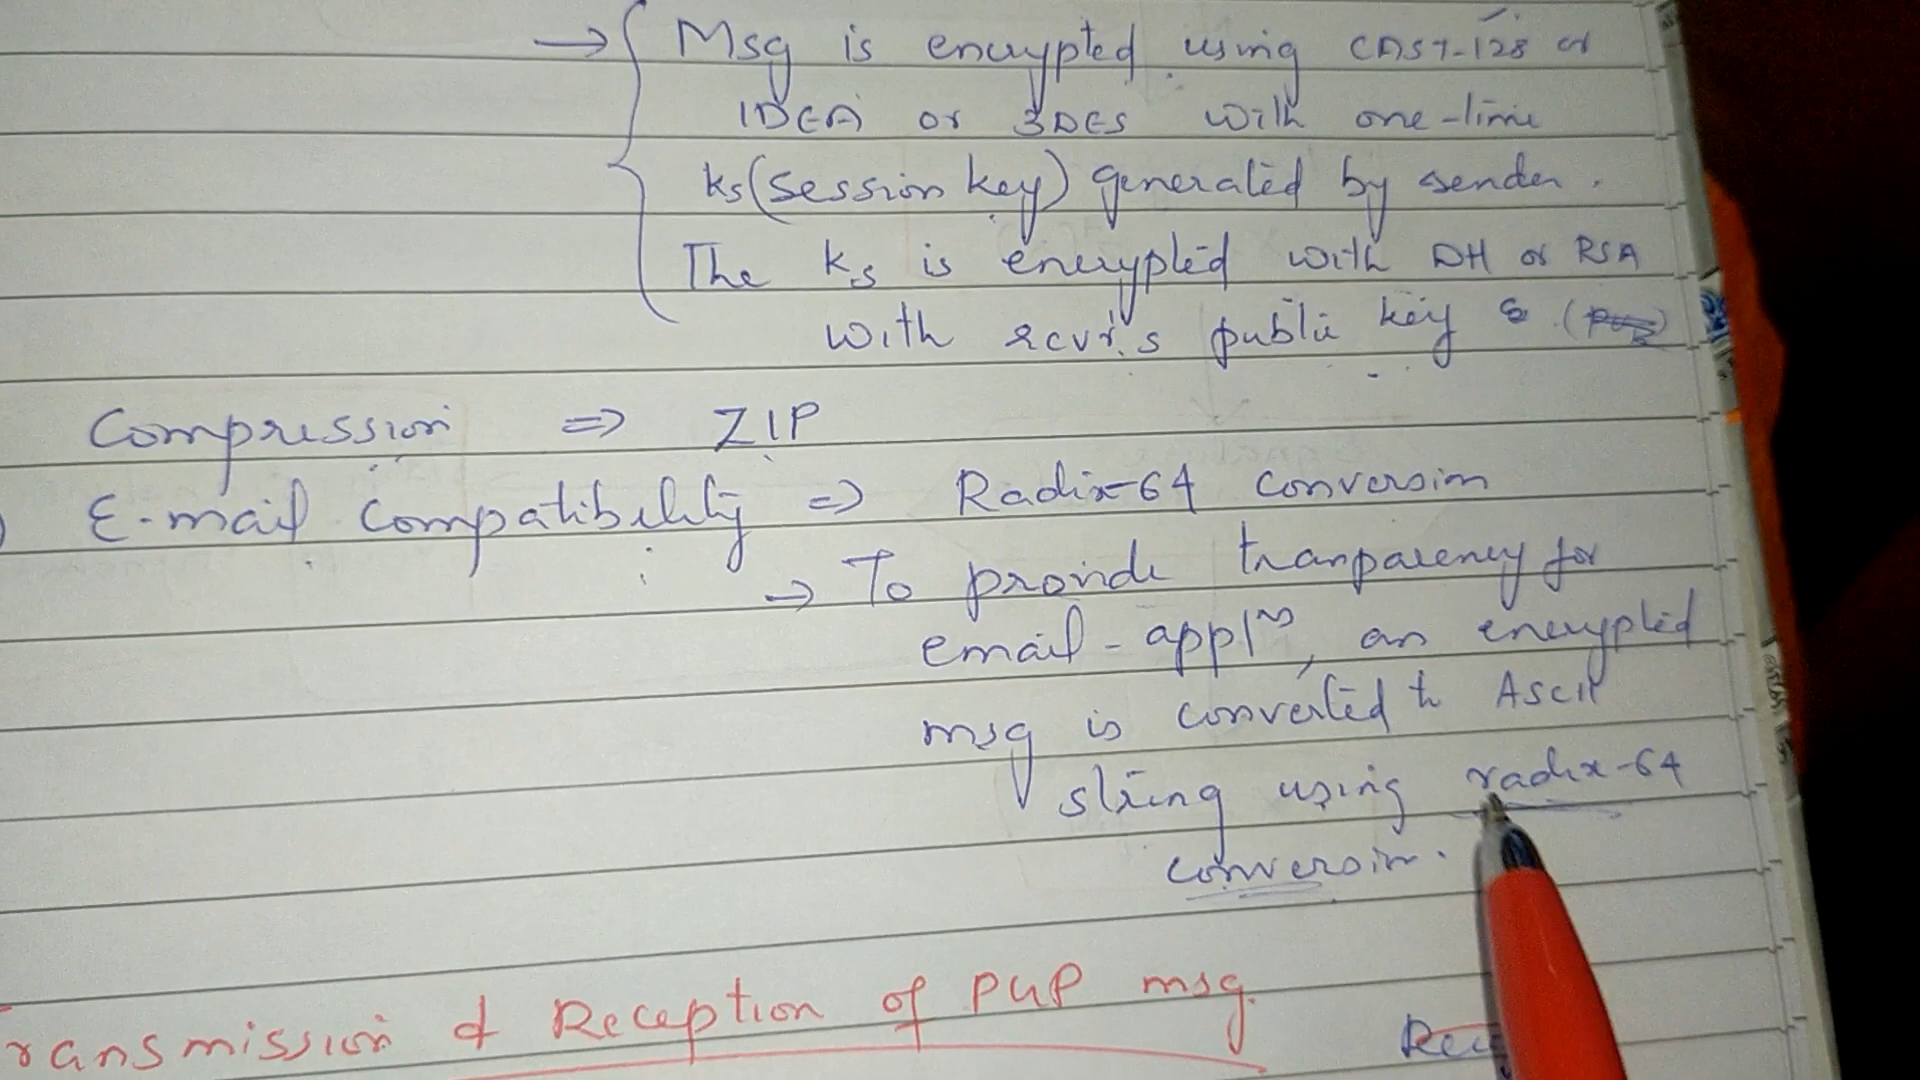 → { Msg is encrypted using CAST-128 or
IDEA or 3DES with one-time
ks (session key) generated by sender.
The ks is encrypted with DH or RSA
with rcvr's public key
Compression => ZIP
E-mail compatibility => Radix-64 conversion
→ To provide tranparency for
email-appl^ns, an encrypted
msg is converted to ASCII
string using radix-64
conversion.
ransmission & Reception of PGP msg.